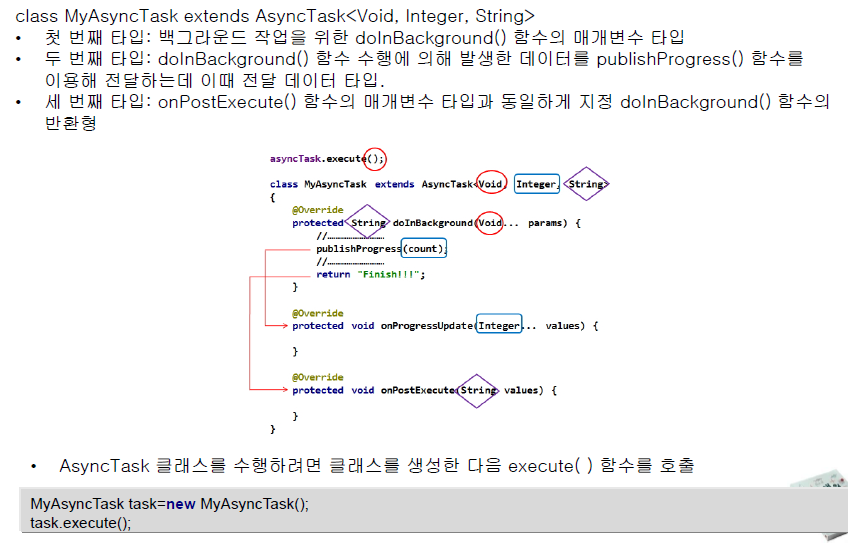 class MyAsyncTask extends AsyncTask<Void, Integer, String>
• 첫 번째 타입: 백그라운드 작업을 위한 doInBackground() 함수의 매개변수 타입
• 두 번째 타입: doInBackground() 함수 수행에 의해 발생한 데이터를 publishProgress() 함수를
이용해 전달하는데 이때 전달 데이터 타입.
• 세 번째 타입: onPostExecute() 함수의 매개변수 타입과 동일하게 지정 doInBackground() 함수의
반환형
asyncTask.execute();
class MyAsyncTask extends AsyncTask<Void, Integer, String>
{
@Override
protected String doInBackground(Void... params) {
//……………………
publishProgress(count);
//……………………
return "Finish!!!";
}
@Override
protected void onProgressUpdate(Integer... values) {
}
@Override
protected void onPostExecute(String values) {
}
}
• AsyncTask 클래스를 수행하려면 클래스를 생성한 다음 execute( ) 함수를 호출
MyAsyncTask task=new MyAsyncTask();
task.execute();